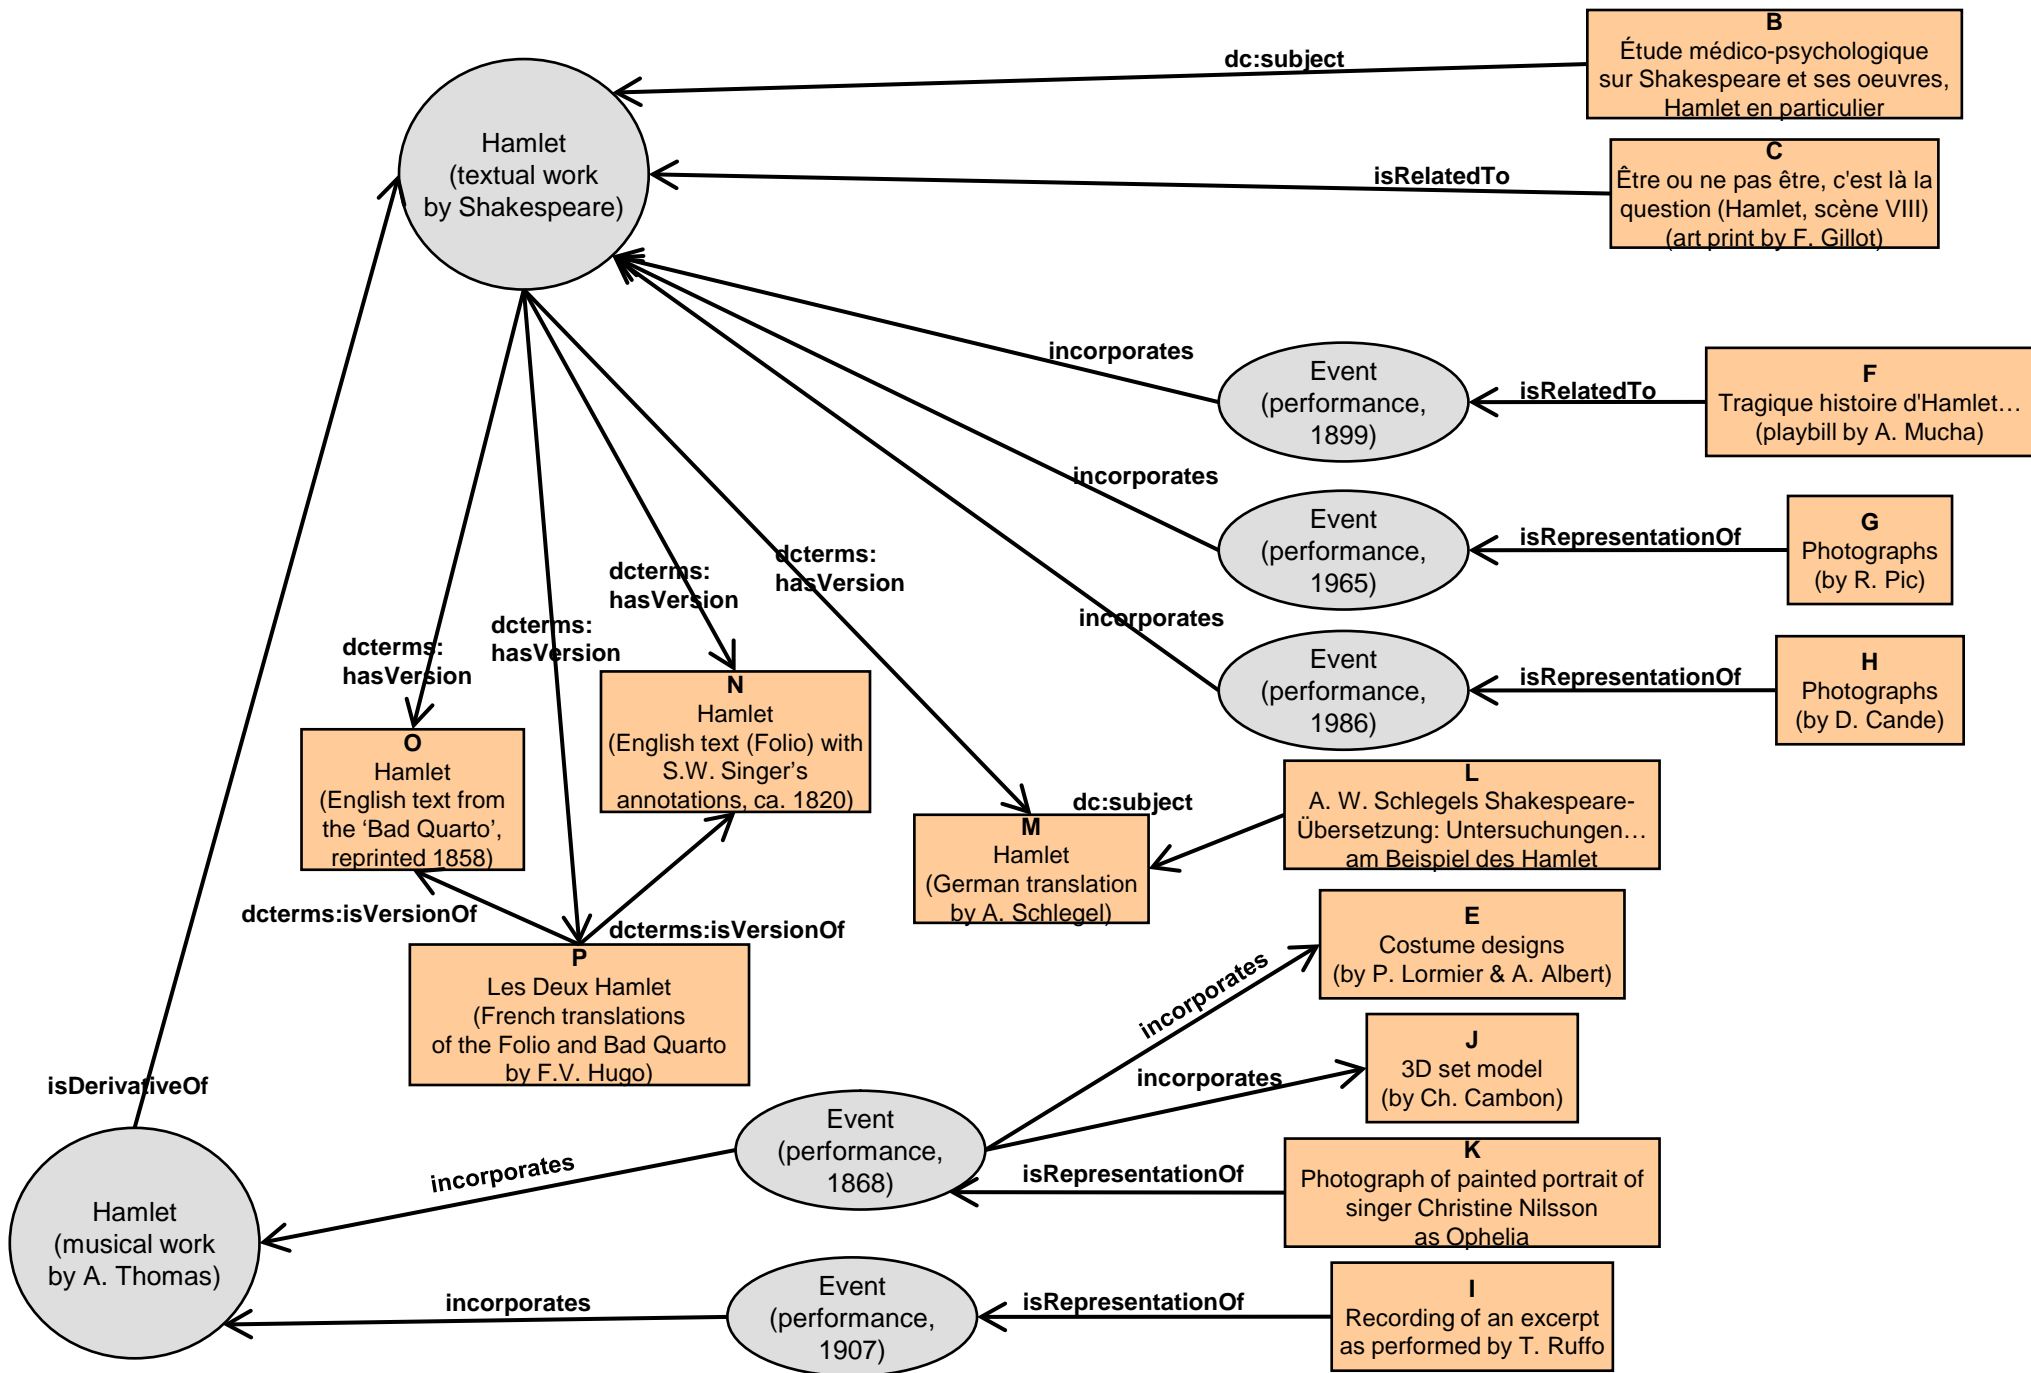 B
Étude médico-psychologique
sur Shakespeare et ses oeuvres,
Hamlet en particulier
dc:subject
Hamlet
(textual work
by Shakespeare)
C
Être ou ne pas être, c'est là la
question (Hamlet, scène VIII)
(art print by F. Gillot)
isRelatedTo
incorporates
Event
(performance,
1899)
isRelatedTo
F
Tragique histoire d'Hamlet…
(playbill by A. Mucha)
incorporates
Event
(performance,
1965)
isRepresentationOf
G
Photographs
(by R. Pic)
incorporates
Event
(performance,
1986)
isRepresentationOf
H
Photographs
(by D. Cande)
dcterms:
hasVersion
dcterms:
hasVersion
dcterms:
hasVersion
dcterms:
hasVersion
O
Hamlet
(English text from
the ‘Bad Quarto’,
reprinted 1858)
N
Hamlet
(English text (Folio) with
S.W. Singer’s
annotations, ca. 1820)
M
Hamlet
(German translation
by A. Schlegel)
dc:subject
L
A. W. Schlegels Shakespeare-
Übersetzung: Untersuchungen…
am Beispiel des Hamlet
dcterms:isVersionOf
dcterms:isVersionOf
P
Les Deux Hamlet
(French translations
of the Folio and Bad Quarto
by F.V. Hugo)
incorporates
E
Costume designs
(by P. Lormier & A. Albert)
incorporates
J
3D set model
(by Ch. Cambon)
isDerivativeOf
Hamlet
(musical work
by A. Thomas)
incorporates
Event
(performance,
1868)
isRepresentationOf
K
Photograph of painted portrait of
singer Christine Nilsson
as Ophelia
incorporates
Event
(performance,
1907)
isRepresentationOf
I
Recording of an excerpt
as performed by T. Ruffo